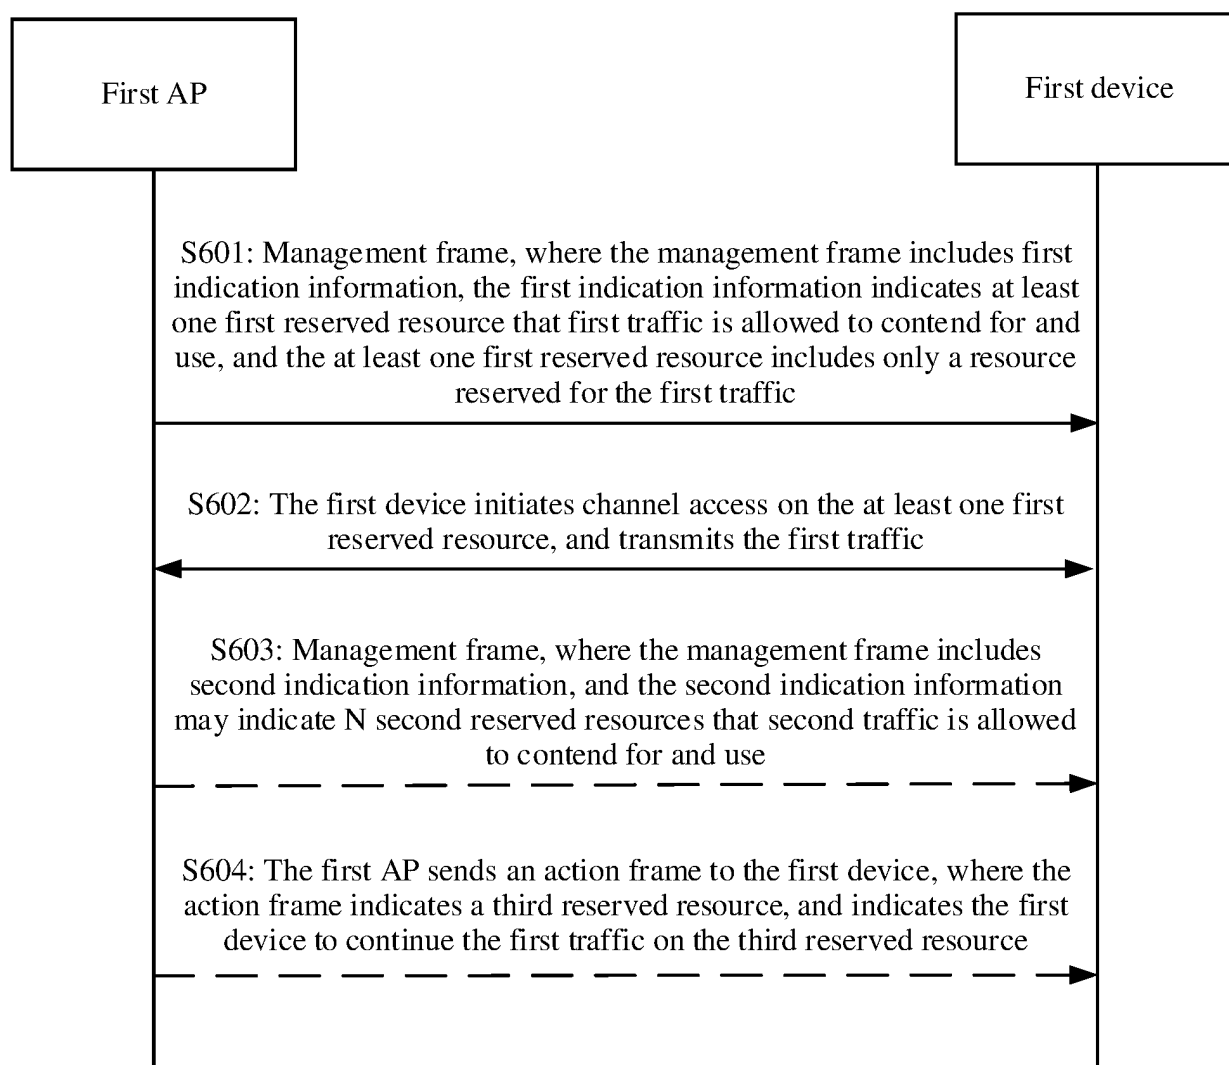 First AP
First device
S601: Management frame, where the management frame includes first
indication information, the first indication information indicates at least
one first reserved resource that first traffic is allowed to contend for and
use, and the at least one first reserved resource includes only a resource
reserved for the first traffic
S602: The first device initiates channel access on the at least one first
reserved resource, and transmits the first traffic
S603: Management frame, where the management frame includes
second indication information, and the second indication information
may indicate N second reserved resources that second traffic is allowed
to contend for and use
S604: The first AP sends an action frame to the first device, where the
action frame indicates a third reserved resource, and indicates the first
device to continue the first traffic on the third reserved resource